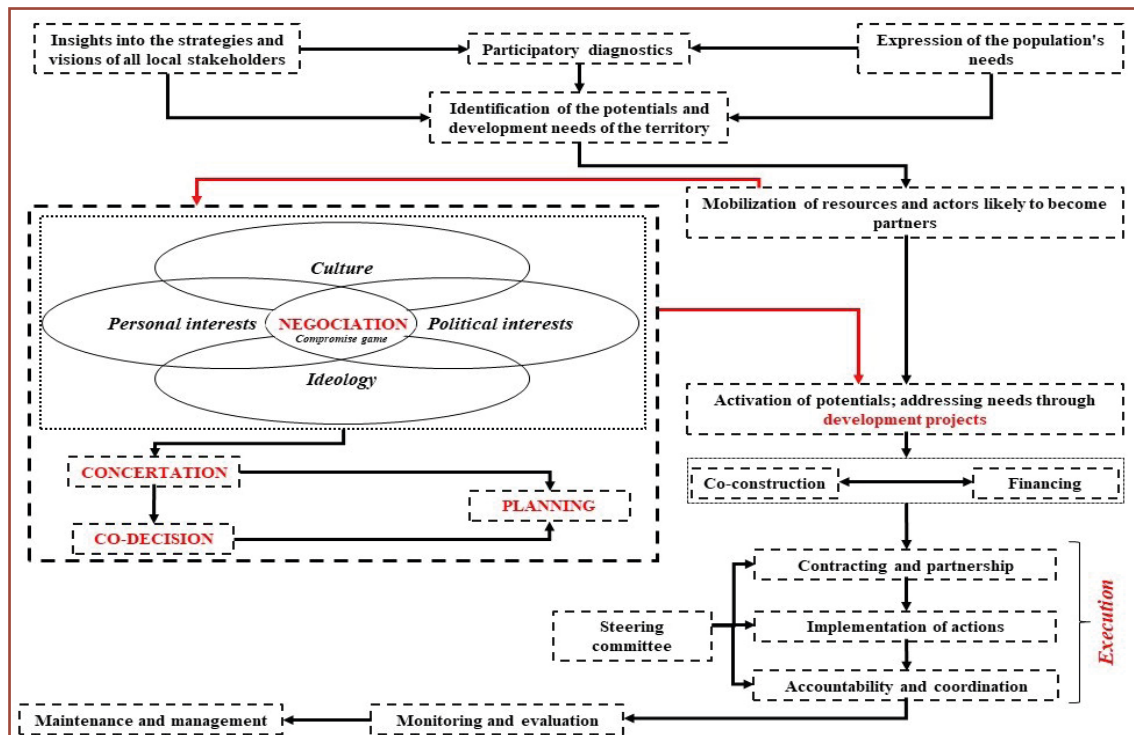 Insights into the strategies and
visions of all local stakeholders
Participatory diagnostics
Expression of the population's
needs
Identification of the potentials and
development needs of the territory
Mobilization of resources and actors likely to become
partners
Culture
Personal interests
NEGOCIATION
Compromise game
Political interests
Ideology
Activation of potentials; addressing needs through
development projects
CONCERTATION
PLANNING
CO-DECISION
Co-construction
Financing
Contracting and partnership
Steering
committee
Implementation of actions
Accountability and coordination
Execution
Maintenance and management
Monitoring and evaluation